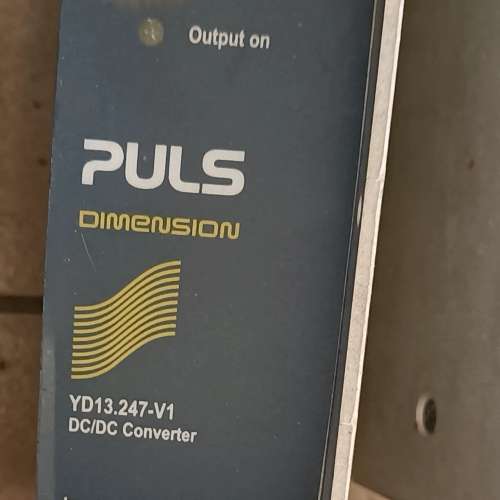 Output on
PULS
DIMENSION
YD13.247-V1
DC/DC Converter